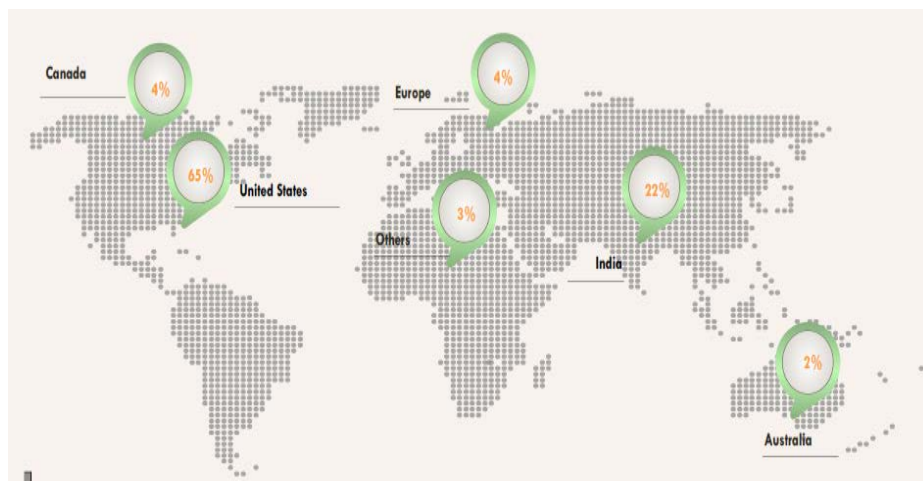 Canada
4%
Europe
4%
65%
United States
3%
Others
22%
India
2%
Australia